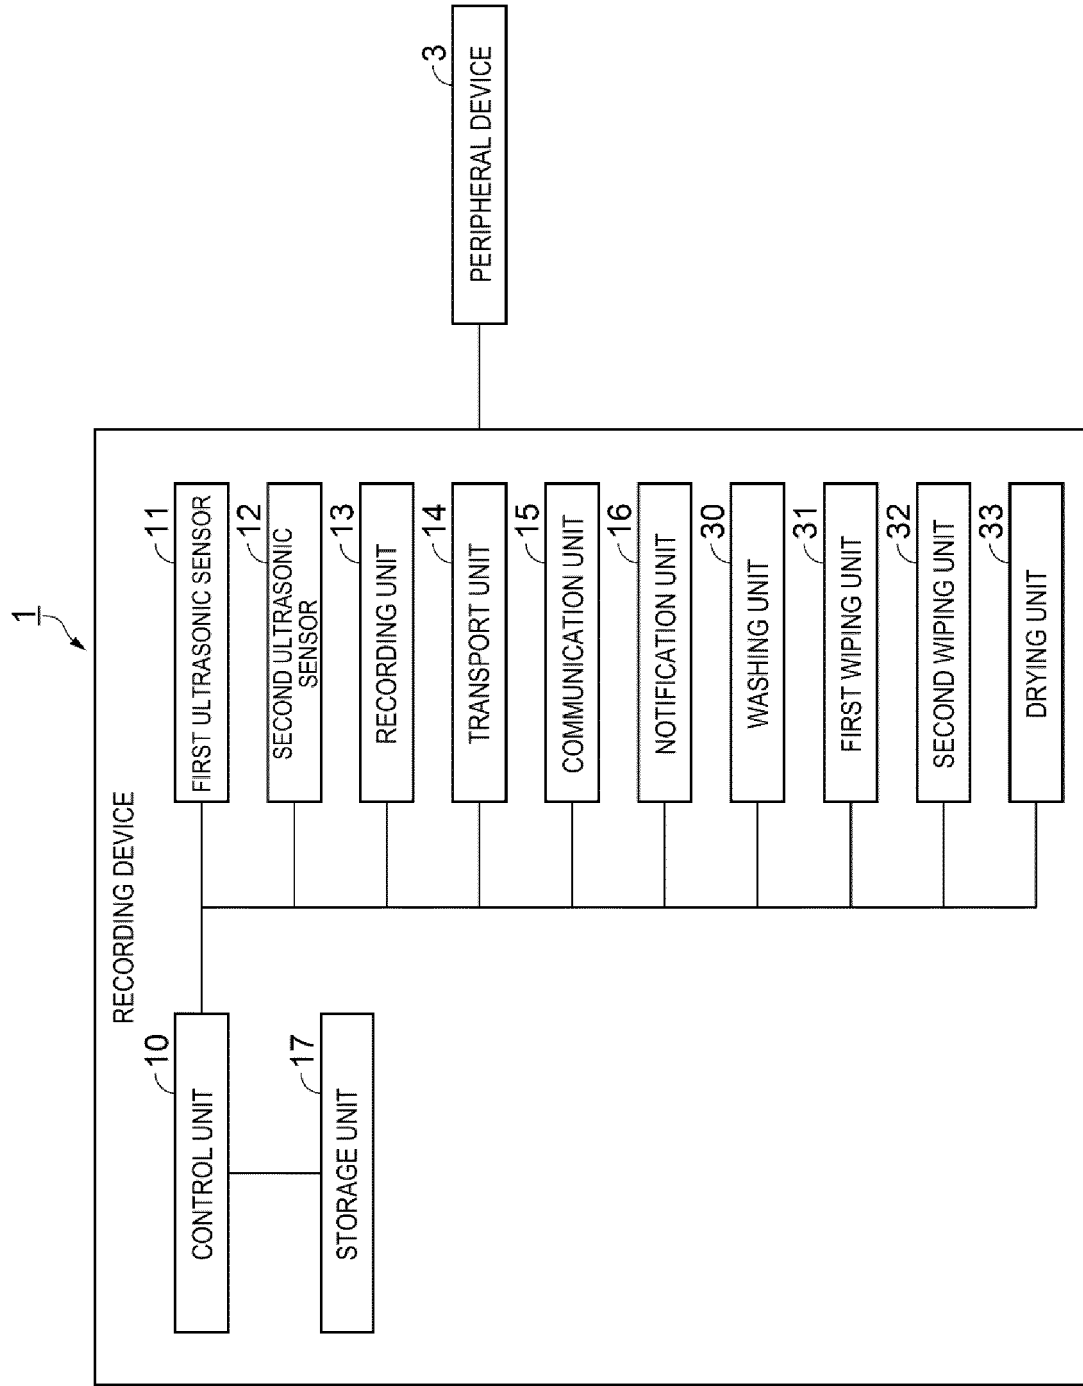 1
RECORDING DEVICE
10
CONTROL UNIT
17
STORAGE UNIT
11
FIRST ULTRASONIC SENSOR
12
SECOND ULTRASONIC
SENSOR
13
RECORDING UNIT
14
TRANSPORT UNIT
15
COMMUNICATION UNIT
16
NOTIFICATION UNIT
30
WASHING UNIT
31
FIRST WIPING UNIT
32
SECOND WIPING UNIT
33
DRYING UNIT
3
PERIPHERAL DEVICE